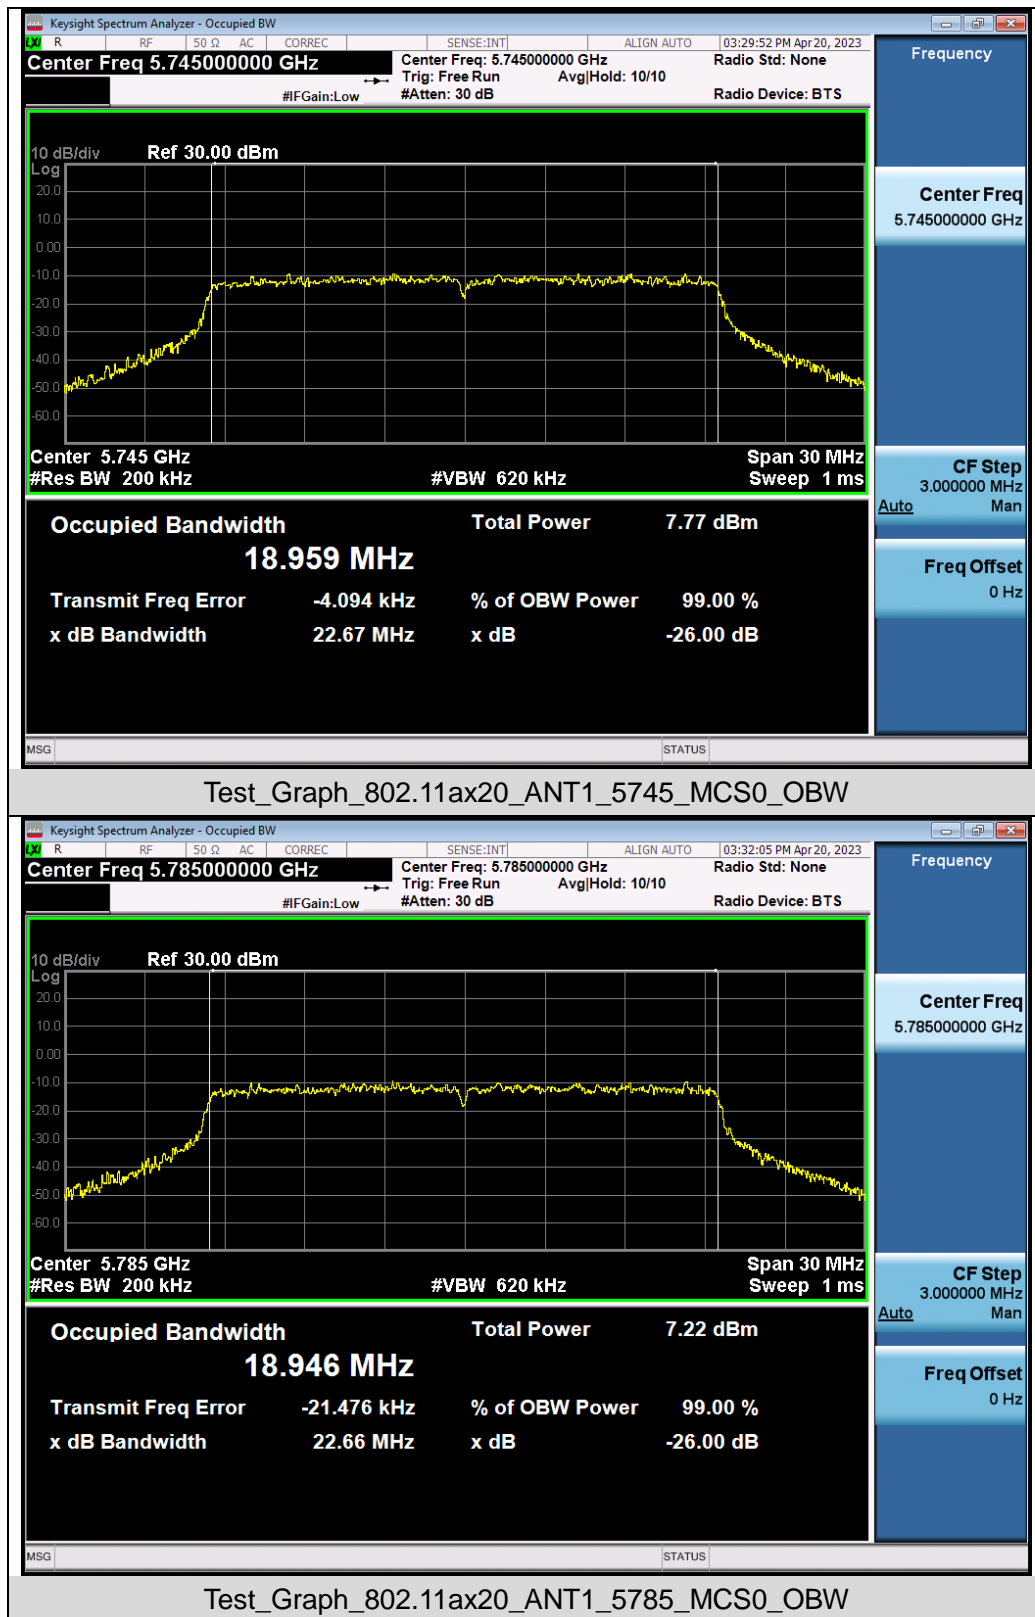 Keysight Spectrum Analyzer - Occupied BW
LXI R RF 50 Ω AC CORREC SENSE:INT ALIGN AUTO 03:29:52 PM Apr 20, 2023
Center Freq 5.745000000 GHz
Center Freq: 5.745000000 GHz
Radio Std: None
Trig: Free Run Avg|Hold: 10/10
#IFGain:Low #Atten: 30 dB
Radio Device: BTS
Frequency
10 dB/div Ref 30.00 dBm
Log
20.0
10.0
0.00
-10.0
-20.0
-30.0
-40.0
-50.0
-60.0
Center Freq
5.745000000 GHz
Center 5.745 GHz Span 30 MHz
#Res BW 200 kHz #VBW 620 kHz Sweep 1 ms
CF Step
3.000000 MHz
Auto Man
Freq Offset
0 Hz
Occupied Bandwidth Total Power 7.77 dBm
18.959 MHz
Transmit Freq Error -4.094 kHz % of OBW Power 99.00 %
x dB Bandwidth 22.67 MHz x dB -26.00 dB
MSG STATUS
Test_Graph_802.11ax20_ANT1_5745_MCS0_OBW
Keysight Spectrum Analyzer - Occupied BW
LXI R RF 50 Ω AC CORREC SENSE:INT ALIGN AUTO 03:32:05 PM Apr 20, 2023
Center Freq 5.785000000 GHz
Center Freq: 5.785000000 GHz
Radio Std: None
Trig: Free Run Avg|Hold: 10/10
#IFGain:Low #Atten: 30 dB
Radio Device: BTS
Frequency
10 dB/div Ref 30.00 dBm
Log
20.0
10.0
0.00
-10.0
-20.0
-30.0
-40.0
-50.0
-60.0
Center Freq
5.785000000 GHz
Center 5.785 GHz Span 30 MHz
#Res BW 200 kHz #VBW 620 kHz Sweep 1 ms
CF Step
3.000000 MHz
Auto Man
Freq Offset
0 Hz
Occupied Bandwidth Total Power 7.22 dBm
18.946 MHz
Transmit Freq Error -21.476 kHz % of OBW Power 99.00 %
x dB Bandwidth 22.66 MHz x dB -26.00 dB
MSG STATUS
Test_Graph_802.11ax20_ANT1_5785_MCS0_OBW